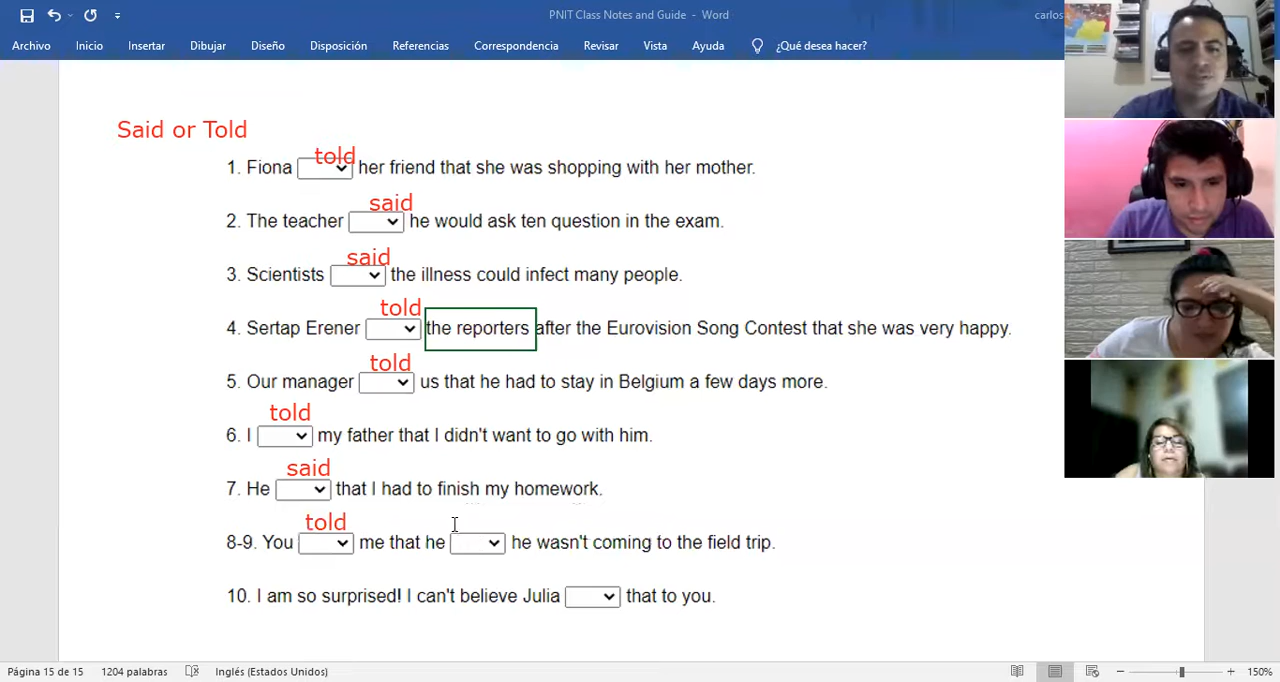 PNIT Class Notes and Guide - Word
carlos
Archivo Inicio Insertar Dibujar Diseño Disposición Referencias Correspondencia Revisar Vista Ayuda ¿Qué desea hacer?
Said or Told
told
1. Fiona her friend that she was shopping with her mother.
said
2. The teacher he would ask ten question in the exam.
said
3. Scientists the illness could infect many people.
told
4. Sertap Erener the reporters after the Eurovision Song Contest that she was very happy.
told
5. Our manager us that he had to stay in Belgium a few days more.
told
6. I my father that I didn't want to go with him.
said
7. He that I had to finish my homework.
told
8-9. You me that he he wasn't coming to the field trip.
10. I am so surprised! I can't believe Julia that to you.
Página 15 de 15 1204 palabras Inglés (Estados Unidos) 150%